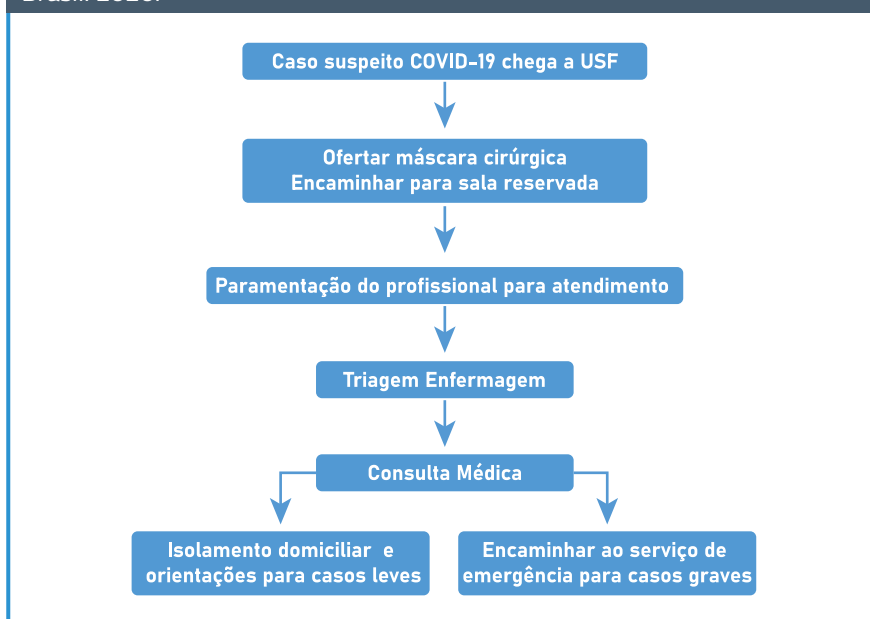 Caso suspeito COVID-19 chega a USF
Ofertar máscara cirúrgica
Encaminhar para sala reservada
Paramentação do profissional para atendimento
Triagem Enfermagem
Consulta Médica
Isolamento domiciliar e
orientações para casos leves
Encaminhar ao serviço de
emergência para casos graves